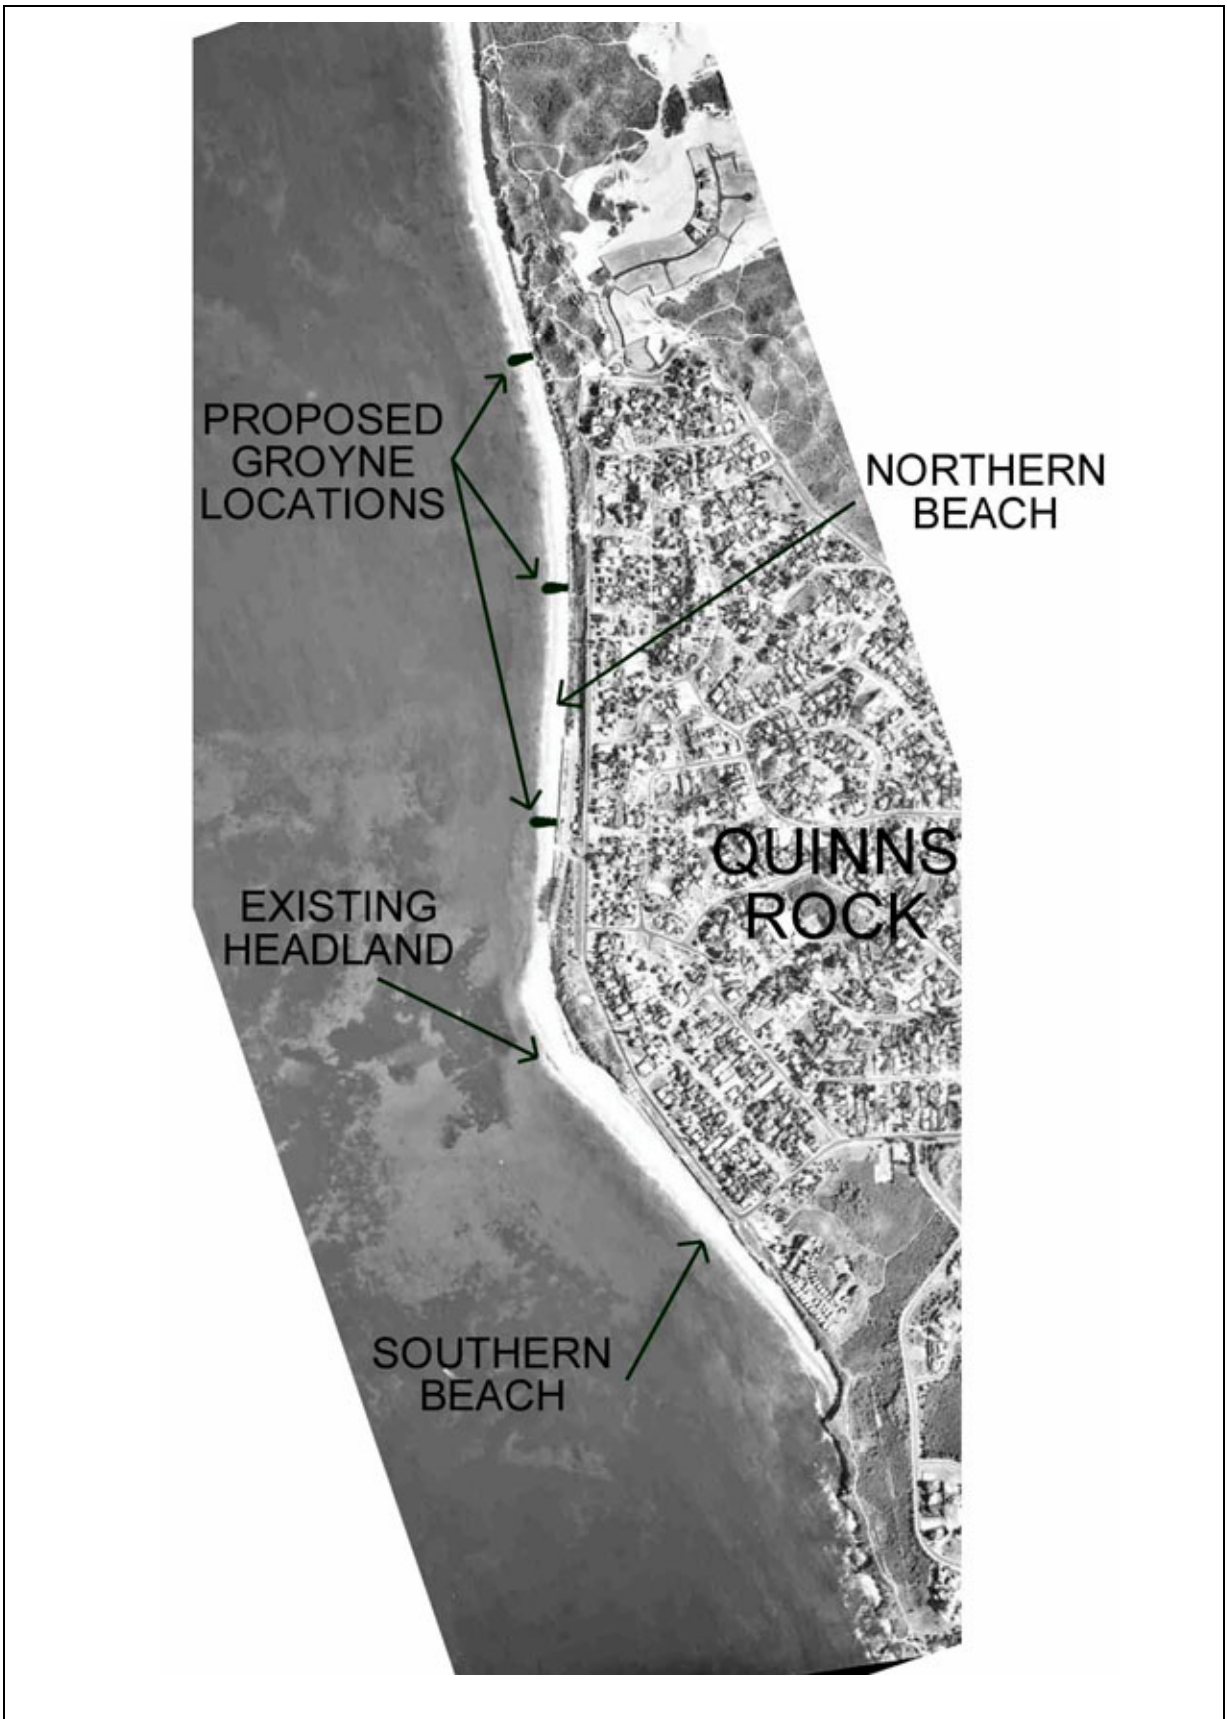 PROPOSED
GROYNE
LOCATIONS
NORTHERN
BEACH
QUINNS
ROCK
EXISTING
HEADLAND
SOUTHERN
BEACH